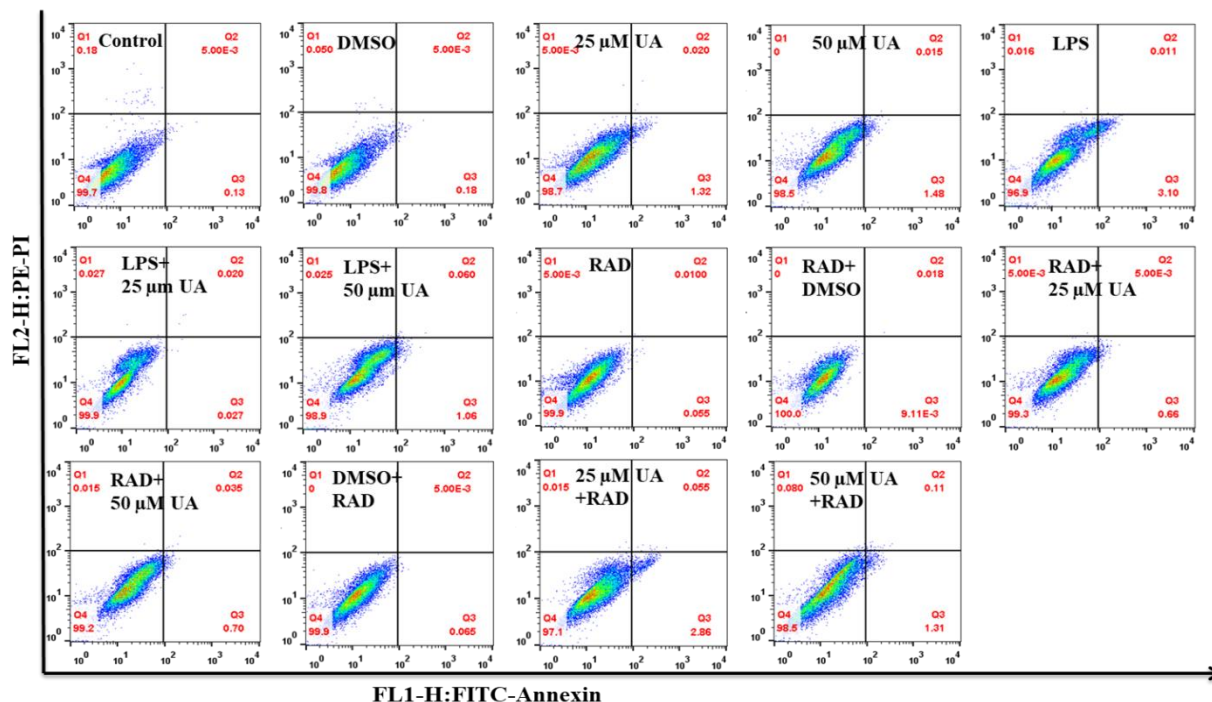 FL2-H:PE-PI
Q1
0.18
Control
Q2
5.00E-3
Q4
99.7
Q3
0.13
Q1
0.050
DMSO
Q2
5.00E-3
Q4
99.8
Q3
0.18
Q1
5.00E-3
25 µM UA
Q2
0.020
Q4
98.7
Q3
1.32
Q1
0
50 µM UA
Q2
0.015
Q4
98.5
Q3
1.48
Q1
0.016
LPS
Q2
0.011
Q4
96.9
Q3
3.10
10⁴
10³
10²
10¹
10⁰
10⁰ 10¹ 10² 10³ 10⁴
Q1
0.027
LPS+
25 µm UA
Q2
0.020
Q4
99.9
Q3
0.027
Q1
0.025
LPS+
50 µm UA
Q2
0.060
Q4
98.9
Q3
1.06
Q1
5.00E-3
RAD
Q2
0.0100
Q4
99.9
Q3
0.055
Q1
0
RAD+
DMSO
Q2
0.018
Q4
100.0
Q3
9.11E-3
Q1
5.00E-3
RAD+
25 µM UA
Q2
5.00E-3
Q4
99.3
Q3
0.66
Q1
0.015
RAD+
50 µM UA
Q2
0.035
Q4
99.2
Q3
0.70
Q1
0
DMSO+
RAD
Q2
5.00E-3
Q4
99.9
Q3
0.065
Q1
0.015
25 µM UA
+RAD
Q2
0.055
Q4
97.1
Q3
2.86
Q1
0.080
50 µM UA
+RAD
Q2
0.11
Q4
98.5
Q3
1.31
FL1-H:FITC-Annexin